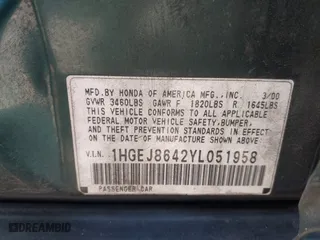 MFD.BY HONDA OF AMERICA MFG.,INC. 3/00
GVWR 3460LBS GAWR F 1820LBS R 1645LBS
THIS VEHICLE CONFORMS TO ALL APPLICABLE
FEDERAL MOTOR VEHICLE SAFETY,BUMPER,
AND THEFT PREVENTION STANDARDS IN EFFECT
ON THE DATE OF MANUFACTURE SHOWN ABOVE.
V.I.N. 1HGEJ8642YL051958
PASSENGER CAR